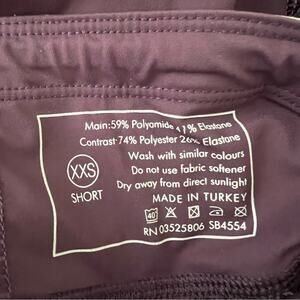 Main:59% Polyamide 41% Elastane
Contrast:74% Polyester 26% Elastane
Wash with similar colours
Do not use fabric softener
Dry away from direct sunlight
MADE IN TURKEY
XXS
SHORT
40°
RN 03525806 SB4554